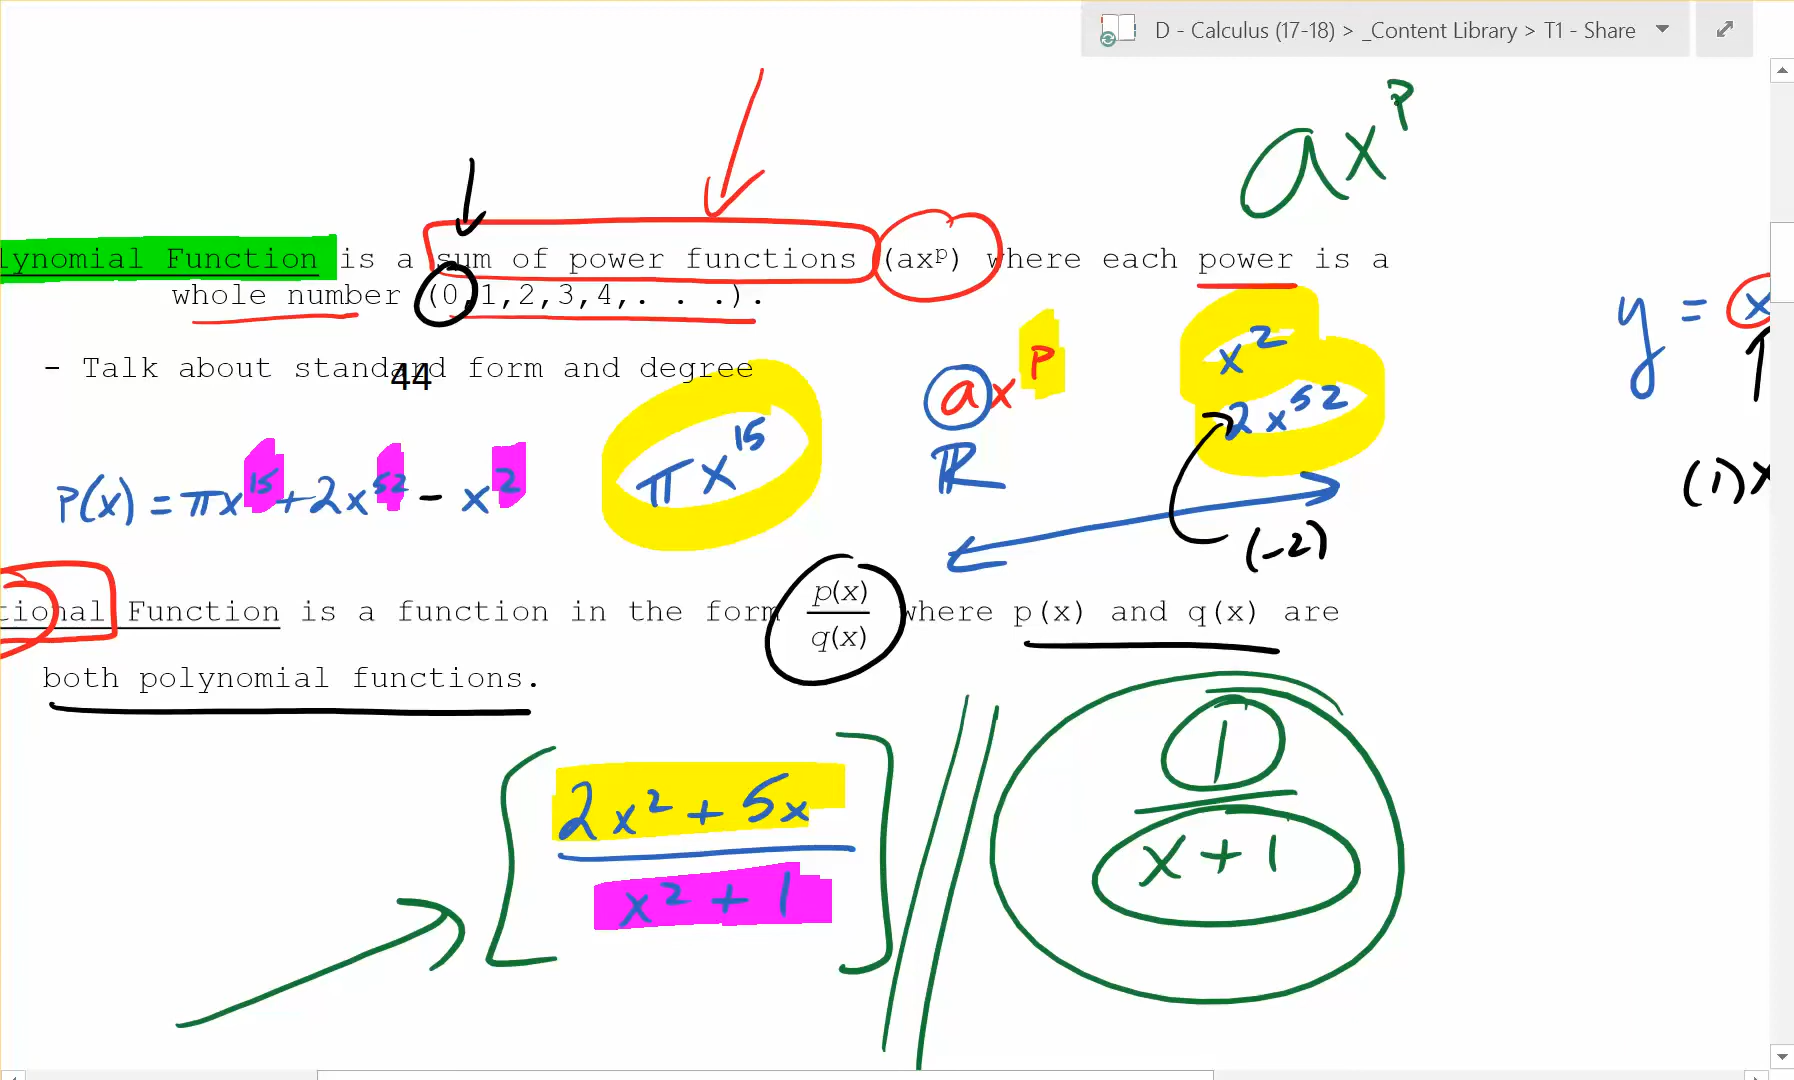 D - Calculus (17-18) > _Content Library > T1 - Share
ax^p
lynomial Function is a sum of power functions (ax^p) where each power is a
whole number (0,1,2,3,4,. . .).
y = x
- Talk about standard form and degree
44
ax^p
x^2
2x^52
πx^15
ℝ
(1)x
P(x) = πx^15 + 2x^52 - x^2
(-2)
tional Function is a function in the form p(x)/q(x) where p(x) and q(x) are
both polynomial functions.
2x^2 + 5x
x^2 + 1
1
x + 1